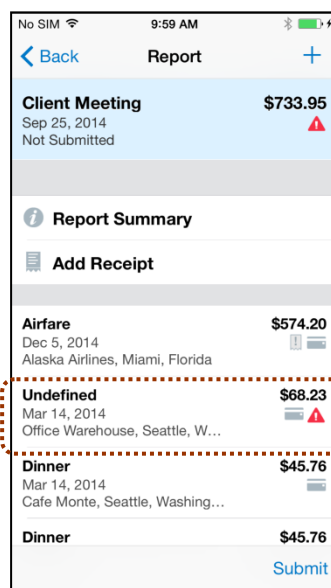 No SIM 9:59 AM
Back Report +
Client Meeting $733.95
Sep 25, 2014
Not Submitted
Report Summary
Add Receipt
Airfare $574.20
Dec 5, 2014
Alaska Airlines, Miami, Florida
Undefined $68.23
Mar 14, 2014
Office Warehouse, Seattle, W…
Dinner $45.76
Mar 14, 2014
Cafe Monte, Seattle, Washing…
Dinner $45.76
Submit